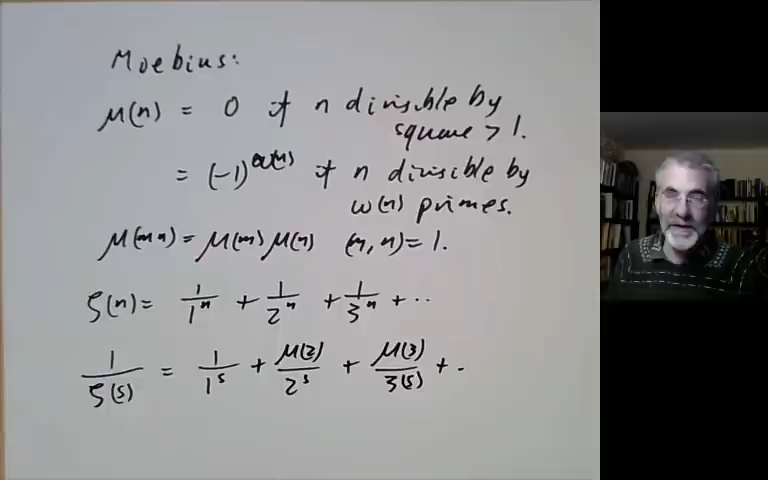 Moebius:
μ(n) = 0 if n divisible by
square > 1.
= (-1)^ω(n) if n divisible by
ω(n) primes.
μ(mn) = μ(m) μ(n) (m, n) = 1.
ζ(n) = 1/1^n + 1/2^n + 1/3^n + ..
1/ζ(s) = 1/1^s + μ(2)/2^s + μ(3)/3(s) + .